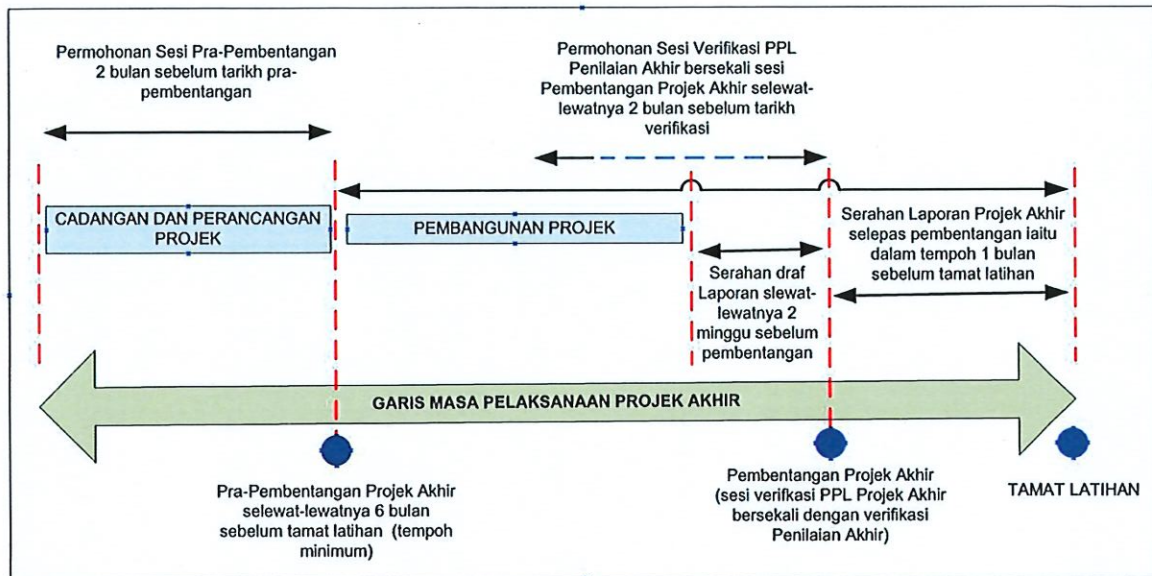 Permohonan Sesi Pra-Pembentangan
2 bulan sebelum tarikh pra-
pembentangan
Permohonan Sesi Verifikasi PPL
Penilaian Akhir bersekali sesi
Pembentangan Projek Akhir selewat-
lewatnya 2 bulan sebelum tarikh
verifikasi
CADANGAN DAN PERANCANGAN
PROJEK
PEMBANGUNAN PROJEK
Serahan draf
Laporan slewat-
lewatnya 2
minggu sebelum
pembentangan
Serahan Laporan Projek Akhir
selepas pembentangan iaitu
dalam tempoh 1 bulan
sebelum tamat latihan
GARIS MASA PELAKSANAAN PROJEK AKHIR
Pra-Pembentangan Projek Akhir
selewat-lewatnya 6 bulan
sebelum tamat latihan (tempoh
minimum)
Pembentangan Projek Akhir
(sesi verifkasi PPL Projek Akhir
bersekali dengan verifikasi
Penilaian Akhir)
TAMAT LATIHAN